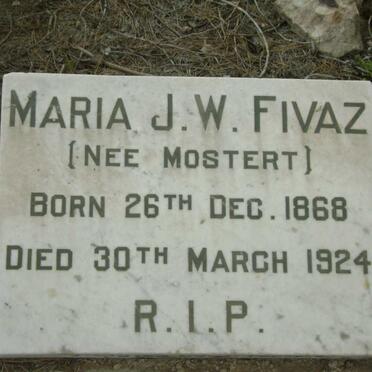 MARIA J.W. FIVAZ
[NEE MOSTERT]
BORN 26TH DEC. 1868
DIED 30TH MARCH 1924
R.I.P.